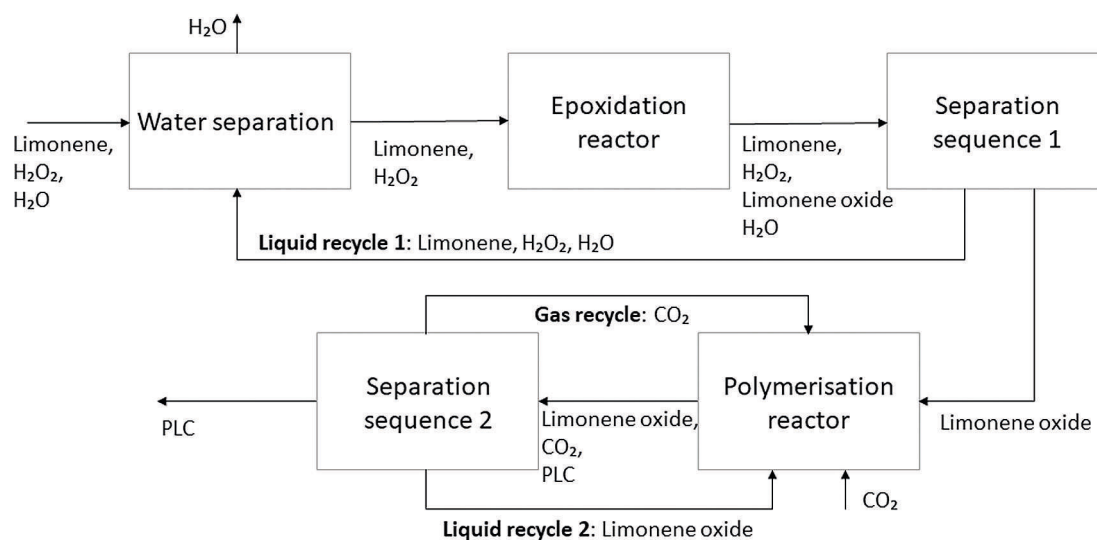 H₂O
Water separation
Epoxidation
reactor
Separation
sequence 1
Limonene,
H₂O₂,
H₂O
Limonene,
H₂O₂
Limonene,
H₂O₂,
Limonene oxide
H₂O
Liquid recycle 1: Limonene, H₂O₂, H₂O
Gas recycle: CO₂
Separation
sequence 2
Polymerisation
reactor
PLC
Limonene oxide,
CO₂,
PLC
Limonene oxide
CO₂
Liquid recycle 2: Limonene oxide